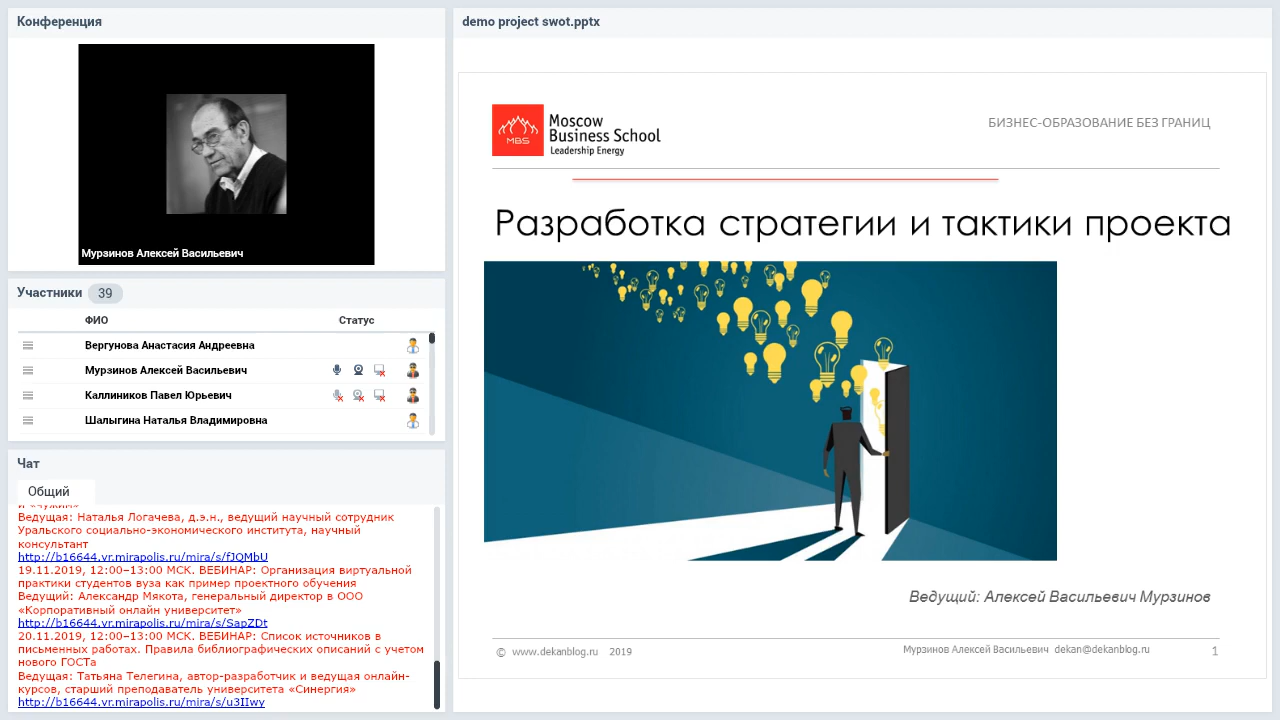 Конференция
Мурзинов Алексей Васильевич
Участники 39
ФИО Статус
Вергунова Анастасия Андреевна
Мурзинов Алексей Васильевич
Каллиников Павел Юрьевич
Шалыгина Наталья Владимировна
Чат
Общий
и «чужим»
Ведущая: Наталья Логачева, д.э.н., ведущий научный сотрудник
Уральского социально-экономического института, научный
консультант
http://b16644.vr.mirapolis.ru/mira/s/fJQMbU
19.11.2019, 12:00–13:00 МСК. ВЕБИНАР: Организация виртуальной
практики студентов вуза как пример проектного обучения
Ведущий: Александр Мякота, генеральный директор в ООО
«Корпоративный онлайн университет»
http://b16644.vr.mirapolis.ru/mira/s/SapZDt
20.11.2019, 12:00–13:00 МСК. ВЕБИНАР: Список источников в
письменных работах. Правила библиографических описаний с учетом
нового ГОСТа
Ведущая: Татьяна Телегина, автор-разработчик и ведущая онлайн-
курсов, старший преподаватель университета «Синергия»
http://b16644.vr.mirapolis.ru/mira/s/u3IIwy
demo project swot.pptx
MBS
Moscow
Business School
Leadership Energy
БИЗНЕС-ОБРАЗОВАНИЕ БЕЗ ГРАНИЦ
Разработка стратегии и тактики проекта
Ведущий: Алексей Васильевич Мурзинов
© www.dekanblog.ru 2019
Мурзинов Алексей Васильевич dekan@dekanblog.ru
1